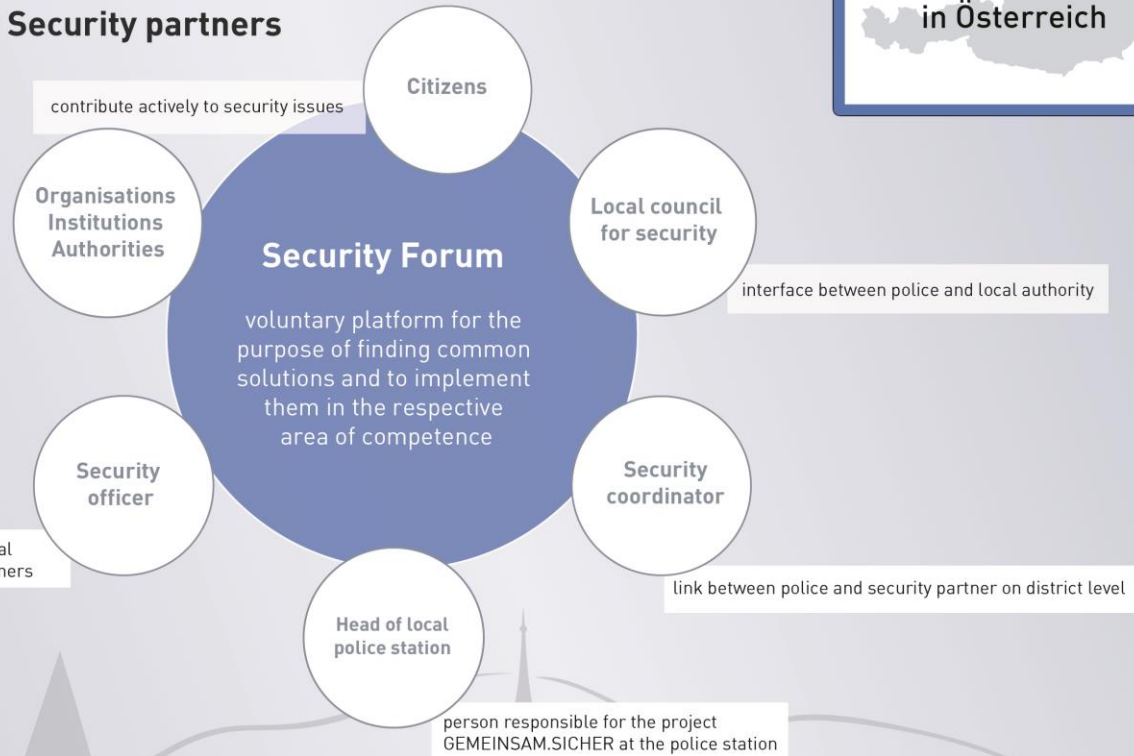 Security partners
in Österreich
Citizens
contribute actively to security issues
Organisations
Institutions
Authorities
Local council
for security
interface between police and local authority
Security Forum
voluntary platform for the
purpose of finding common
solutions and to implement
them in the respective
area of competence
Security
officer
Security
coordinator
link between police and security partner on district level
Head of local
police station
person responsible for the project
GEMEINSAM.SICHER at the police station